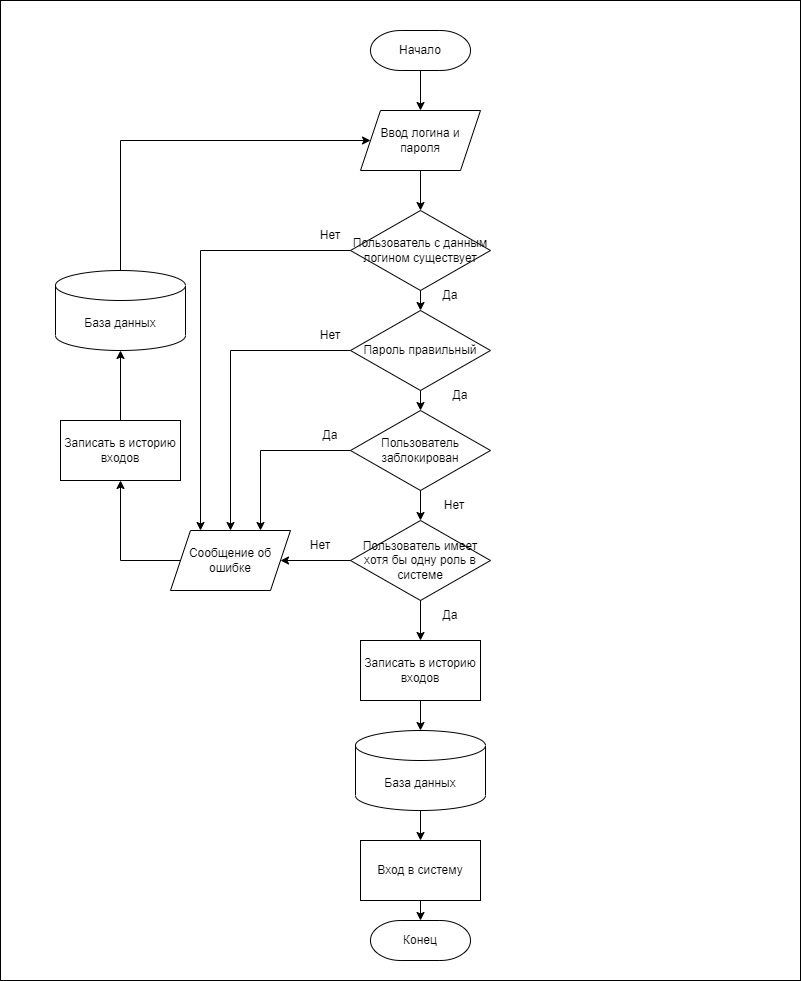 Начало
Ввод логина и
пароля
Нет
Пользователь с данным
логином существует
Да
База данных
Нет
Пароль правильный
Да
Записать в историю
входов
Да
Пользователь
заблокирован
Нет
Сообщение об
ошибке
Нет
Пользователь имеет
хотя бы одну роль в
системе
Да
Записать в историю
входов
База данных
Вход в систему
Конец